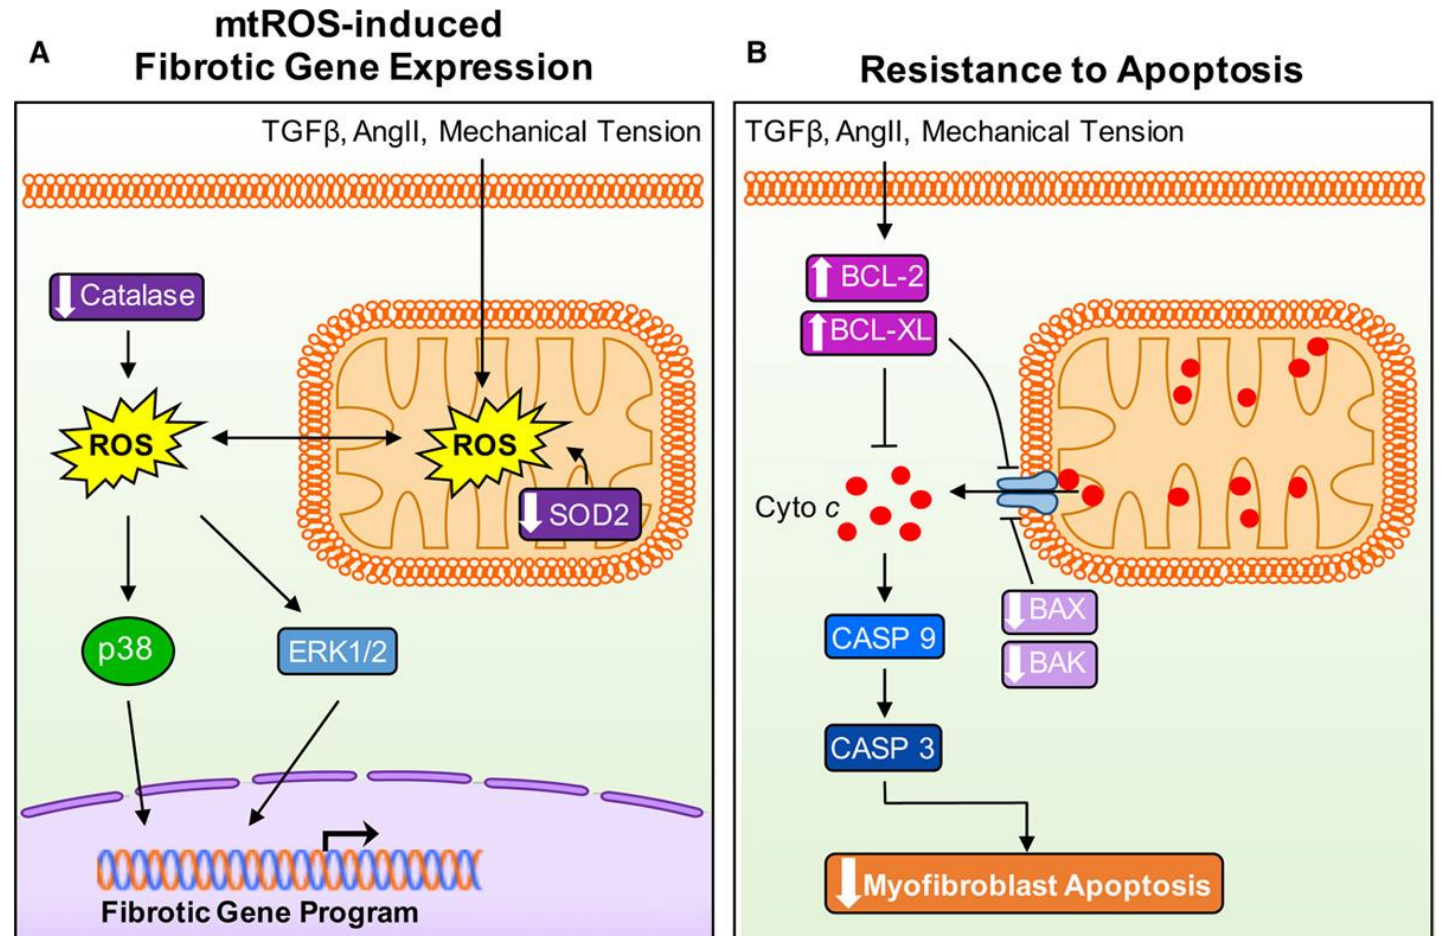 A
mtROS-induced
Fibrotic Gene Expression
TGFβ, AngII, Mechanical Tension
Catalase
ROS
ROS
SOD2
p38
ERK1/2
Fibrotic Gene Program
B
Resistance to Apoptosis
TGFβ, AngII, Mechanical Tension
BCL-2
BCL-XL
Cyto c
BAX
BAK
CASP 9
CASP 3
Myofibroblast Apoptosis